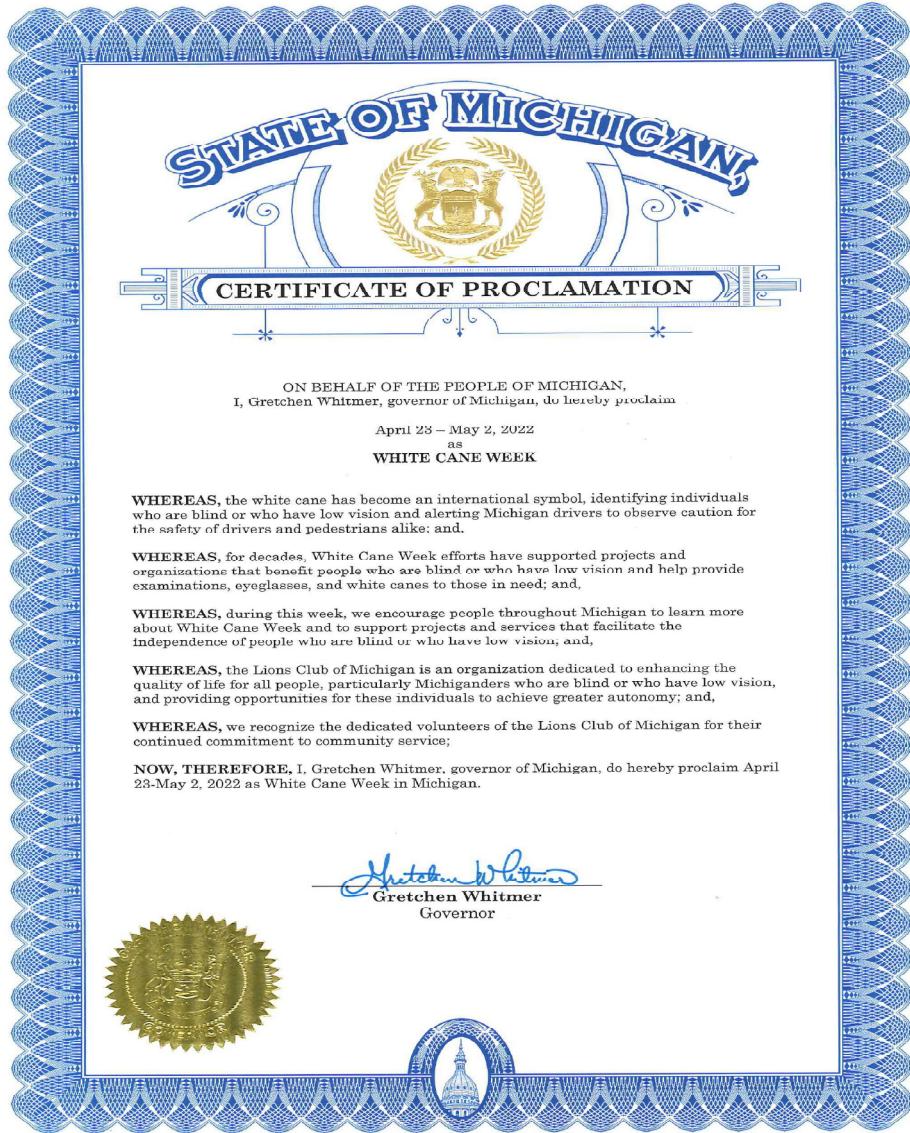 STATE OF MICHIGAN,
CERTIFICATE OF PROCLAMATION
ON BEHALF OF THE PEOPLE OF MICHIGAN,
I, Gretchen Whitmer, governor of Michigan, do hereby proclaim
April 23 – May 2, 2022
as
WHITE CANE WEEK
WHEREAS, the white cane has become an international symbol, identifying individuals
who are blind or who have low vision and alerting Michigan drivers to observe caution for
the safety of drivers and pedestrians alike; and,
WHEREAS, for decades, White Cane Week efforts have supported projects and
organizations that benefit people who are blind or who have low vision and help provide
examinations, eyeglasses, and white canes to those in need; and,
WHEREAS, during this week, we encourage people throughout Michigan to learn more
about White Cane Week and to support projects and services that facilitate the
independence of people who are blind or who have low vision; and,
WHEREAS, the Lions Club of Michigan is an organization dedicated to enhancing the
quality of life for all people, particularly Michiganders who are blind or who have low vision,
and providing opportunities for these individuals to achieve greater autonomy; and,
WHEREAS, we recognize the dedicated volunteers of the Lions Club of Michigan for their
continued commitment to community service;
NOW, THEREFORE, I, Gretchen Whitmer, governor of Michigan, do hereby proclaim April
23-May 2, 2022 as White Cane Week in Michigan.
Gretchen Whitmer
Gretchen Whitmer
Governor
GOVERNOR